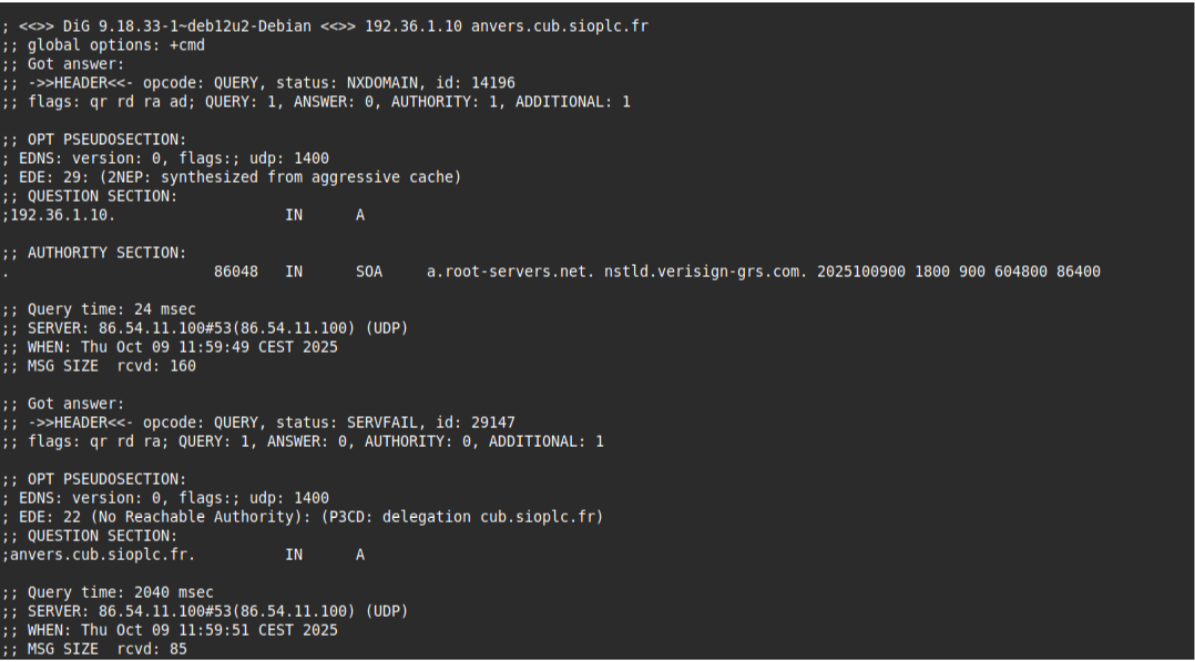 ; <<>> DiG 9.18.33-1~deb12u2-Debian <<>> 192.36.1.10 anvers.cub.sioplc.fr
;; global options: +cmd
;; Got answer:
;; ->>HEADER<<- opcode: QUERY, status: NXDOMAIN, id: 14196
;; flags: qr rd ra ad; QUERY: 1, ANSWER: 0, AUTHORITY: 1, ADDITIONAL: 1

;; OPT PSEUDOSECTION:
; EDNS: version: 0, flags:; udp: 1400
; EDE: 29: (2NEP: synthesized from aggressive cache)
;; QUESTION SECTION:
;192.36.1.10.			IN	A

;; AUTHORITY SECTION:
.			86048	IN	SOA	a.root-servers.net. nstld.verisign-grs.com. 2025100900 1800 900 604800 86400

;; Query time: 24 msec
;; SERVER: 86.54.11.100#53(86.54.11.100) (UDP)
;; WHEN: Thu Oct 09 11:59:49 CEST 2025
;; MSG SIZE  rcvd: 160

;; Got answer:
;; ->>HEADER<<- opcode: QUERY, status: SERVFAIL, id: 29147
;; flags: qr rd ra; QUERY: 1, ANSWER: 0, AUTHORITY: 0, ADDITIONAL: 1

;; OPT PSEUDOSECTION:
; EDNS: version: 0, flags:; udp: 1400
; EDE: 22 (No Reachable Authority): (P3CD: delegation cub.sioplc.fr)
;; QUESTION SECTION:
;anvers.cub.sioplc.fr.		IN	A

;; Query time: 2040 msec
;; SERVER: 86.54.11.100#53(86.54.11.100) (UDP)
;; WHEN: Thu Oct 09 11:59:51 CEST 2025
;; MSG SIZE  rcvd: 85